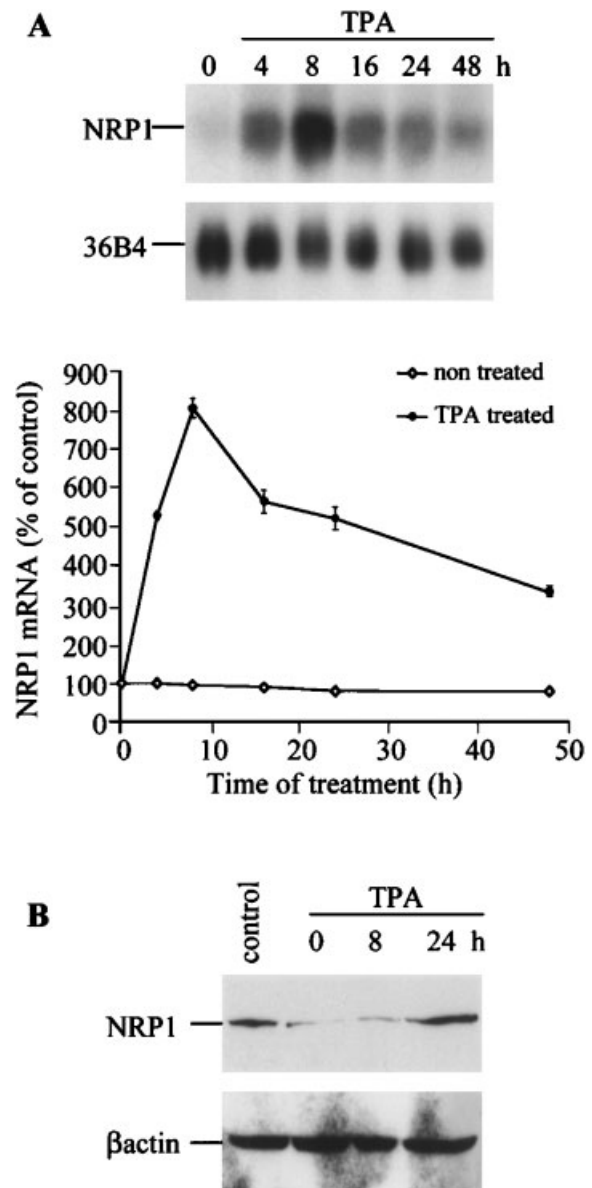 A
TPA
0 4 8 16 24 48 h
NRP1
36B4
900
800
700
600
500
400
300
200
100
0
NRP1 mRNA (% of control)
non treated
TPA treated
0 10 20 30 40 50
Time of treatment (h)
B
control
TPA
0 8 24 h
NRP1
βactin